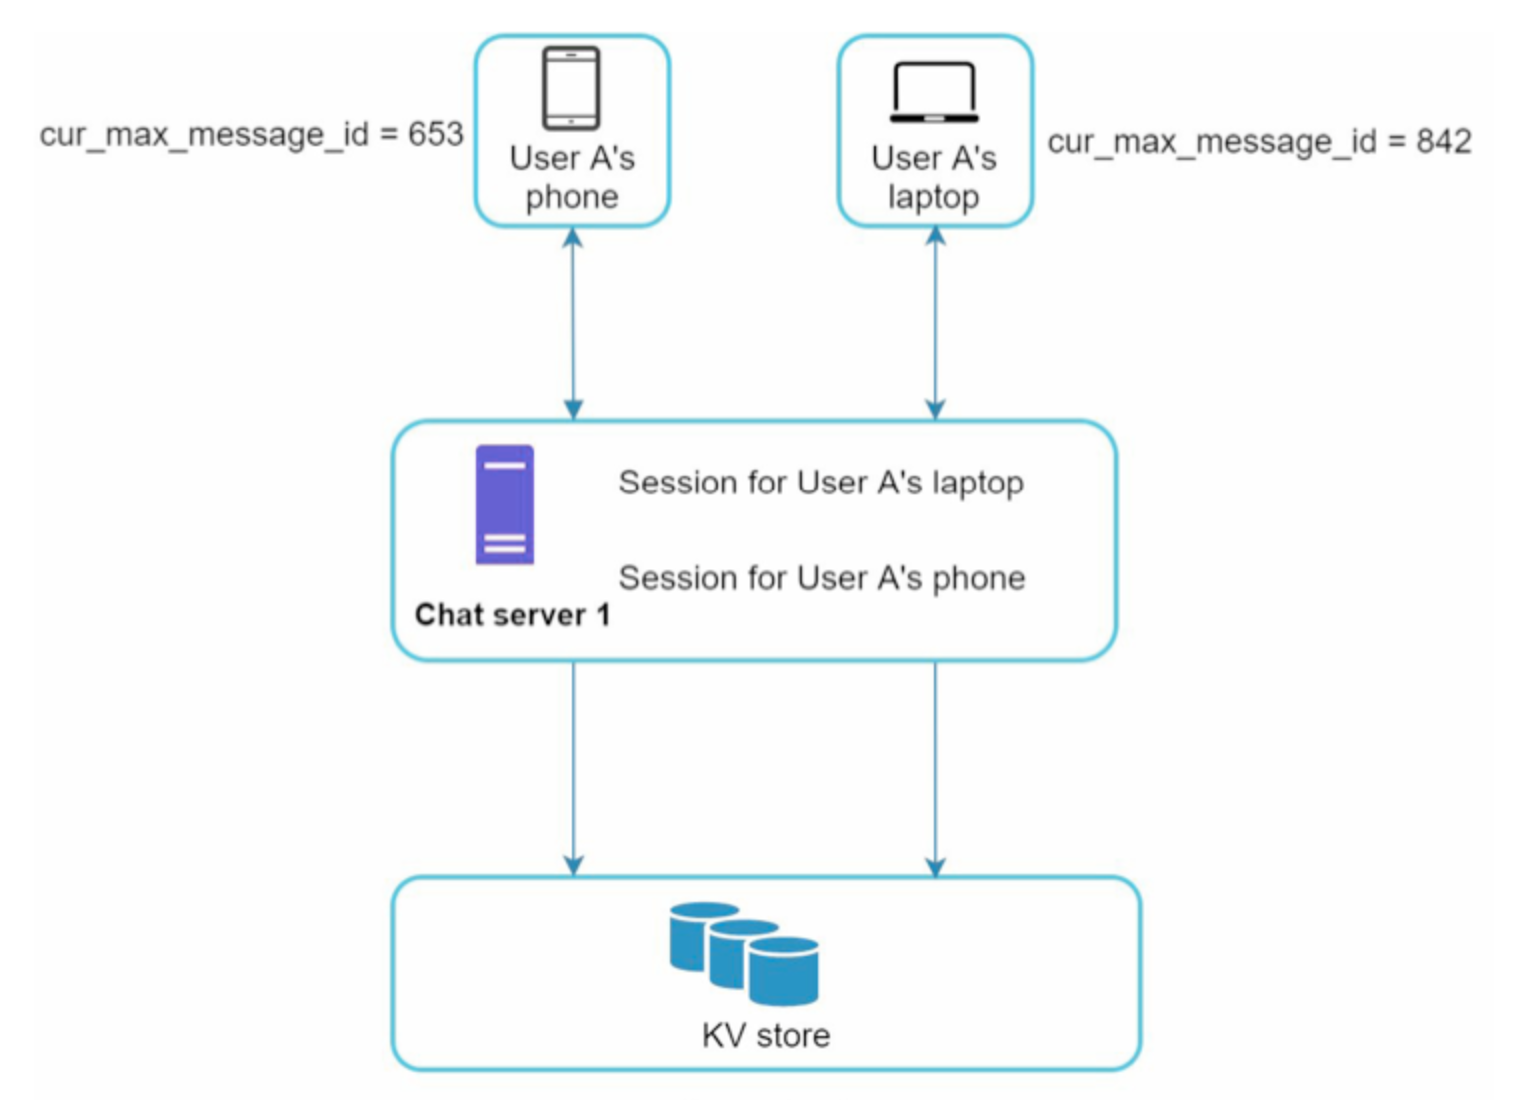 cur_max_message_id = 653
User A's
phone
User A's
laptop
cur_max_message_id = 842
Session for User A's laptop
Session for User A's phone
Chat server 1
KV store